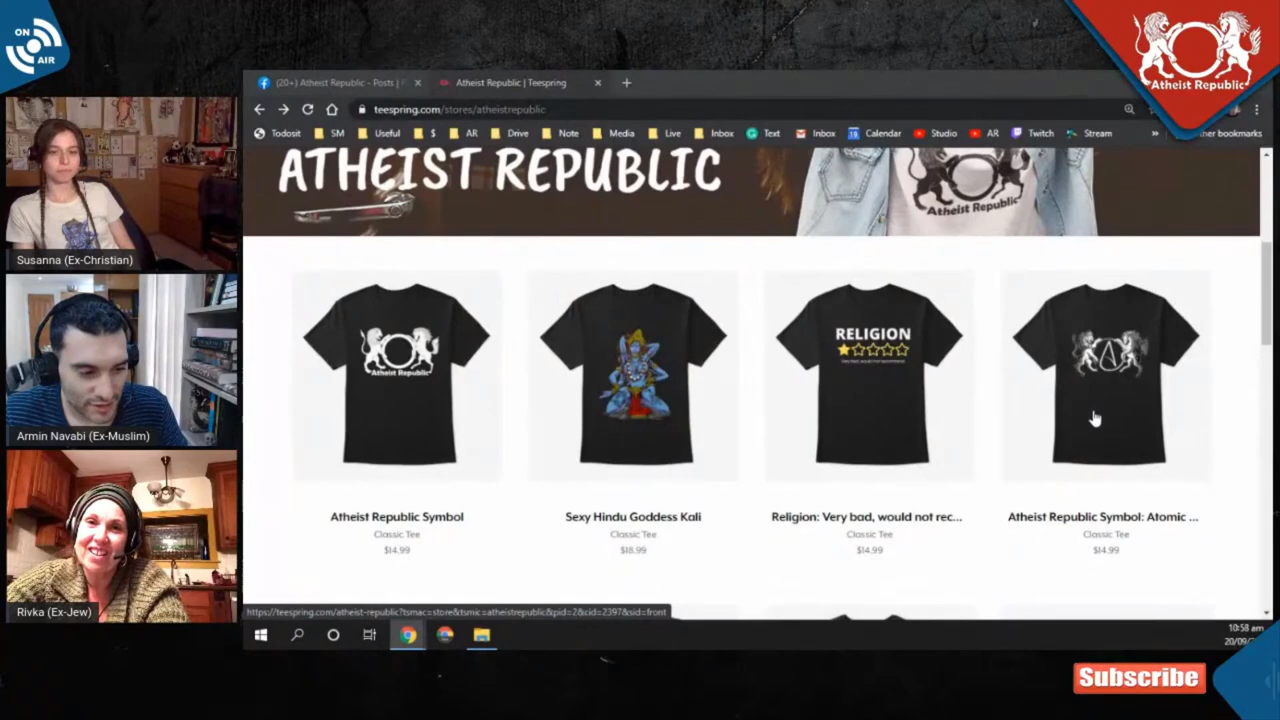 ON
AIR
Atheist Republic
(20+) Atheist Republic - Posts |
Atheist Republic | Teespring
teespring.com/stores/atheistrepublic
Todoist
SM
Useful
$
AR
Drive
Note
Media
Live
Inbox
Text
Inbox
Calendar
Studio
AR
Twitch
Stream
»
her bookmarks
ATHEIST REPUBLIC
Atheist Republic
Susanna (Ex-Christian)
Armin Navabi (Ex-Muslim)
Rivka (Ex-Jew)
Atheist Republic
RELIGION
A
Atheist Republic Symbol
Classic Tee
$14.99
Sexy Hindu Goddess Kali
Classic Tee
$18.99
Religion: Very bad, would not rec...
Classic Tee
$14.99
Atheist Republic Symbol: Atomic ...
Classic Tee
$14.99
https://teespring.com/atheist-republic?tsmac=store&tsmic=atheistrepublic&pid=2&cid=2397&sid=front
10:58 am
20/09/
Subscribe